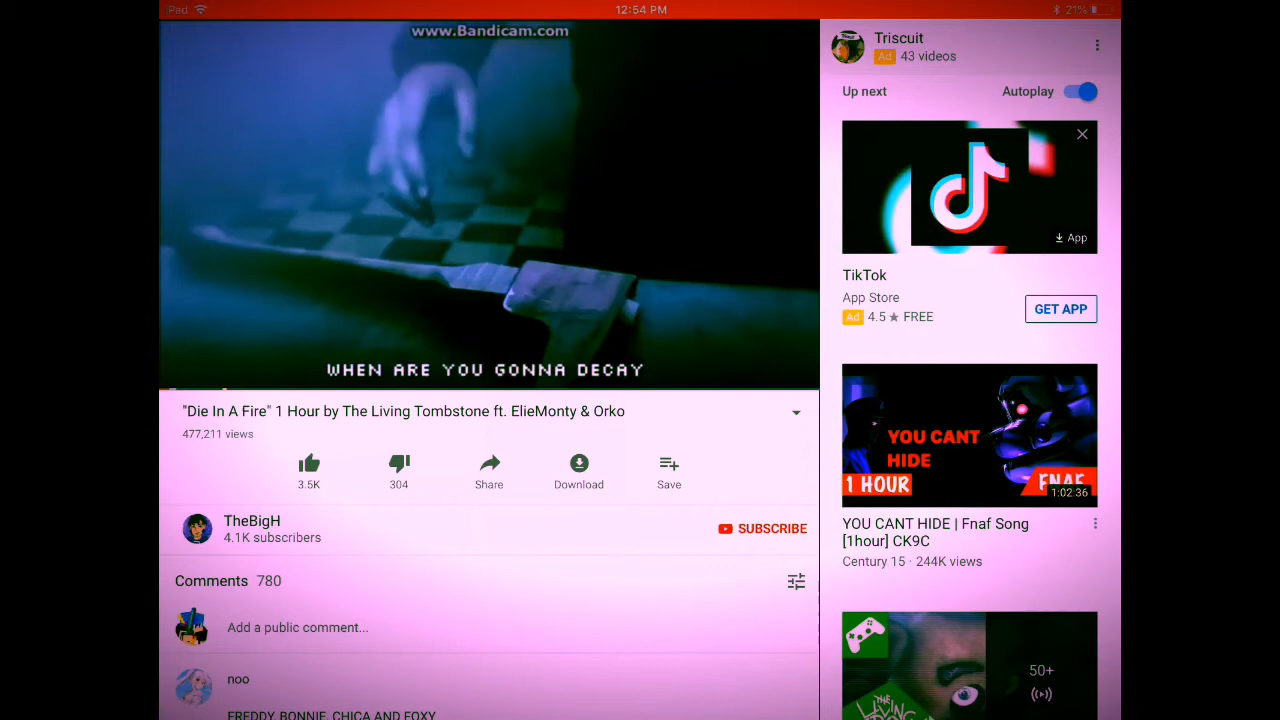 Pad
12:54 PM
21%
www.Bandicam.com
WHEN ARE YOU GONNA DECAY
"Die In A Fire" 1 Hour by The Living Tombstone ft. ElieMonty & Orko
477,211 views
3.5K
304
Share
Download
Save
TheBigH
4.1K subscribers
SUBSCRIBE
Comments 780
Add a public comment...
noo
FREDDY, BONNIE, CHICA AND FOXY
Triscuit
Ad 43 videos
Up next
Autoplay
App
TikTok
App Store
Ad 4.5 ★ FREE
GET APP
YOU CANT
HIDE
1 HOUR
FNAF
1:02:36
YOU CANT HIDE | Fnaf Song
[1hour] CK9C
Century 15 · 244K views
50+
THE
LIVING